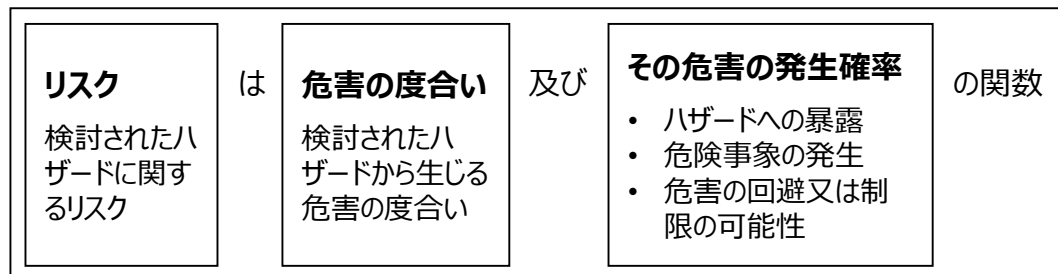 リスク
検討されたハ
ザードに関す
るリスク
は
危害の度合い
検討されたハ
ザードから生じる
危害の度合い
及び
その危害の発生確率
• ハザードへの暴露
• 危険事象の発生
• 危害の回避又は制
限の可能性
の関数